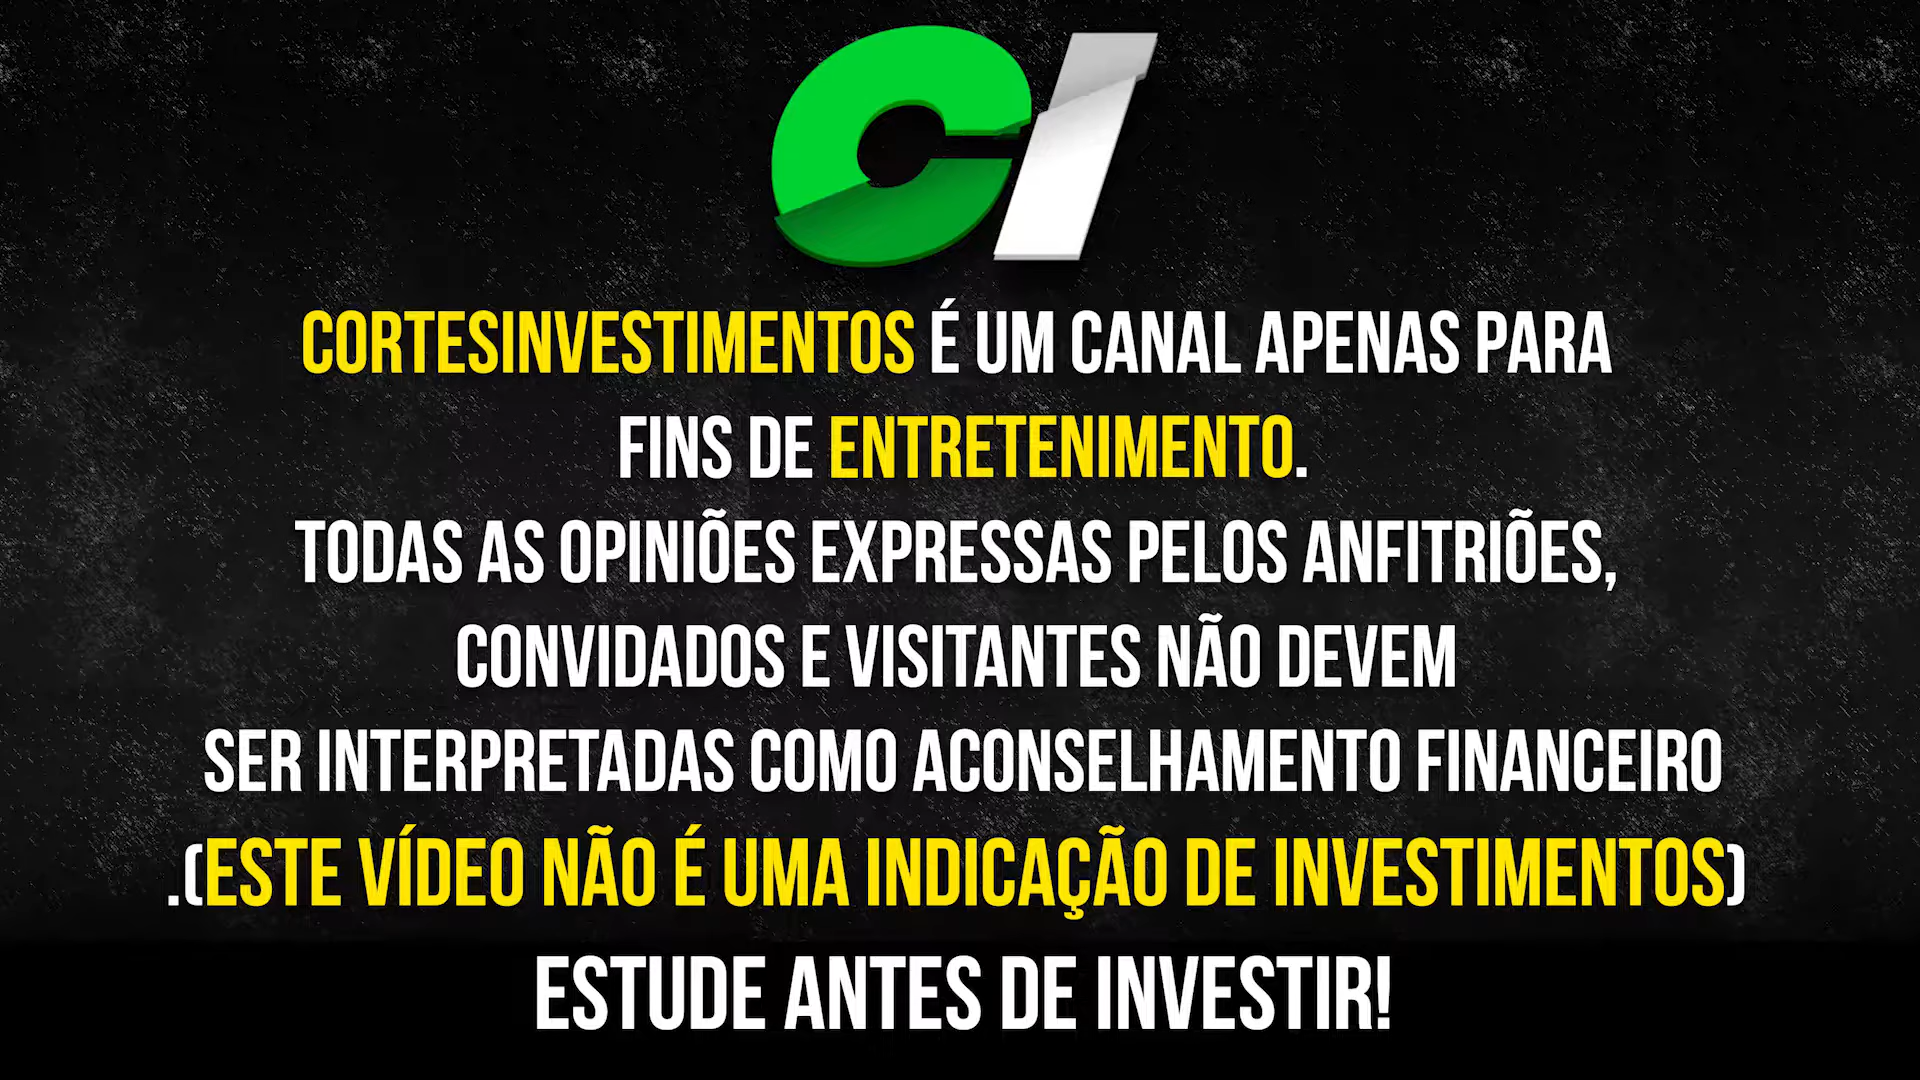 CI
CORTESINVESTIMENTOS É UM CANAL APENAS PARA
FINS DE ENTRETENIMENTO.
TODAS AS OPINIÕES EXPRESSAS PELOS ANFITRIÕES,
CONVIDADOS E VISITANTES NÃO DEVEM
SER INTERPRETADAS COMO ACONSELHAMENTO FINANCEIRO
.(ESTE VÍDEO NÃO É UMA INDICAÇÃO DE INVESTIMENTOS)
ESTUDE ANTES DE INVESTIR!